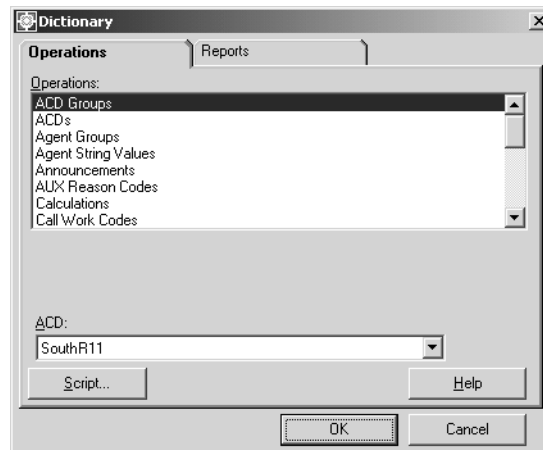 Dictionary
Operations Reports
Operations:
ACD Groups
ACDs
Agent Groups
Agent String Values
Announcements
AUX Reason Codes
Calculations
Call Work Codes
ACD:
SouthR11
Script... Help
OK Cancel